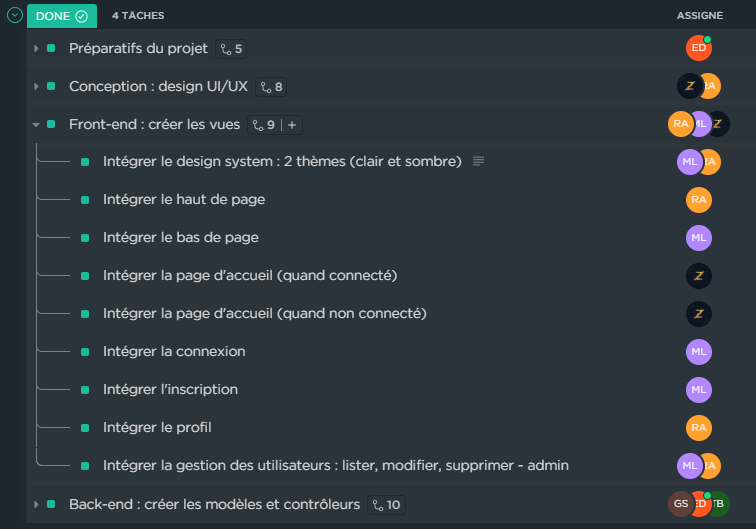 DONE 4 TÂCHES ASSIGNÉ
Préparatifs du projet 5 ED
Conception : design UI/UX 8 Z RA
Front-end : créer les vues 9 | + RA ML Z
Intégrer le design system : 2 thèmes (clair et sombre) ML RA
Intégrer le haut de page RA
Intégrer le bas de page ML
Intégrer la page d'accueil (quand connecté) Z
Intégrer la page d'accueil (quand non connecté) Z
Intégrer la connexion ML
Intégrer l'inscription ML
Intégrer le profil RA
Intégrer la gestion des utilisateurs : lister, modifier, supprimer - admin ML RA
Back-end : créer les modèles et contrôleurs 10 GS ED TB